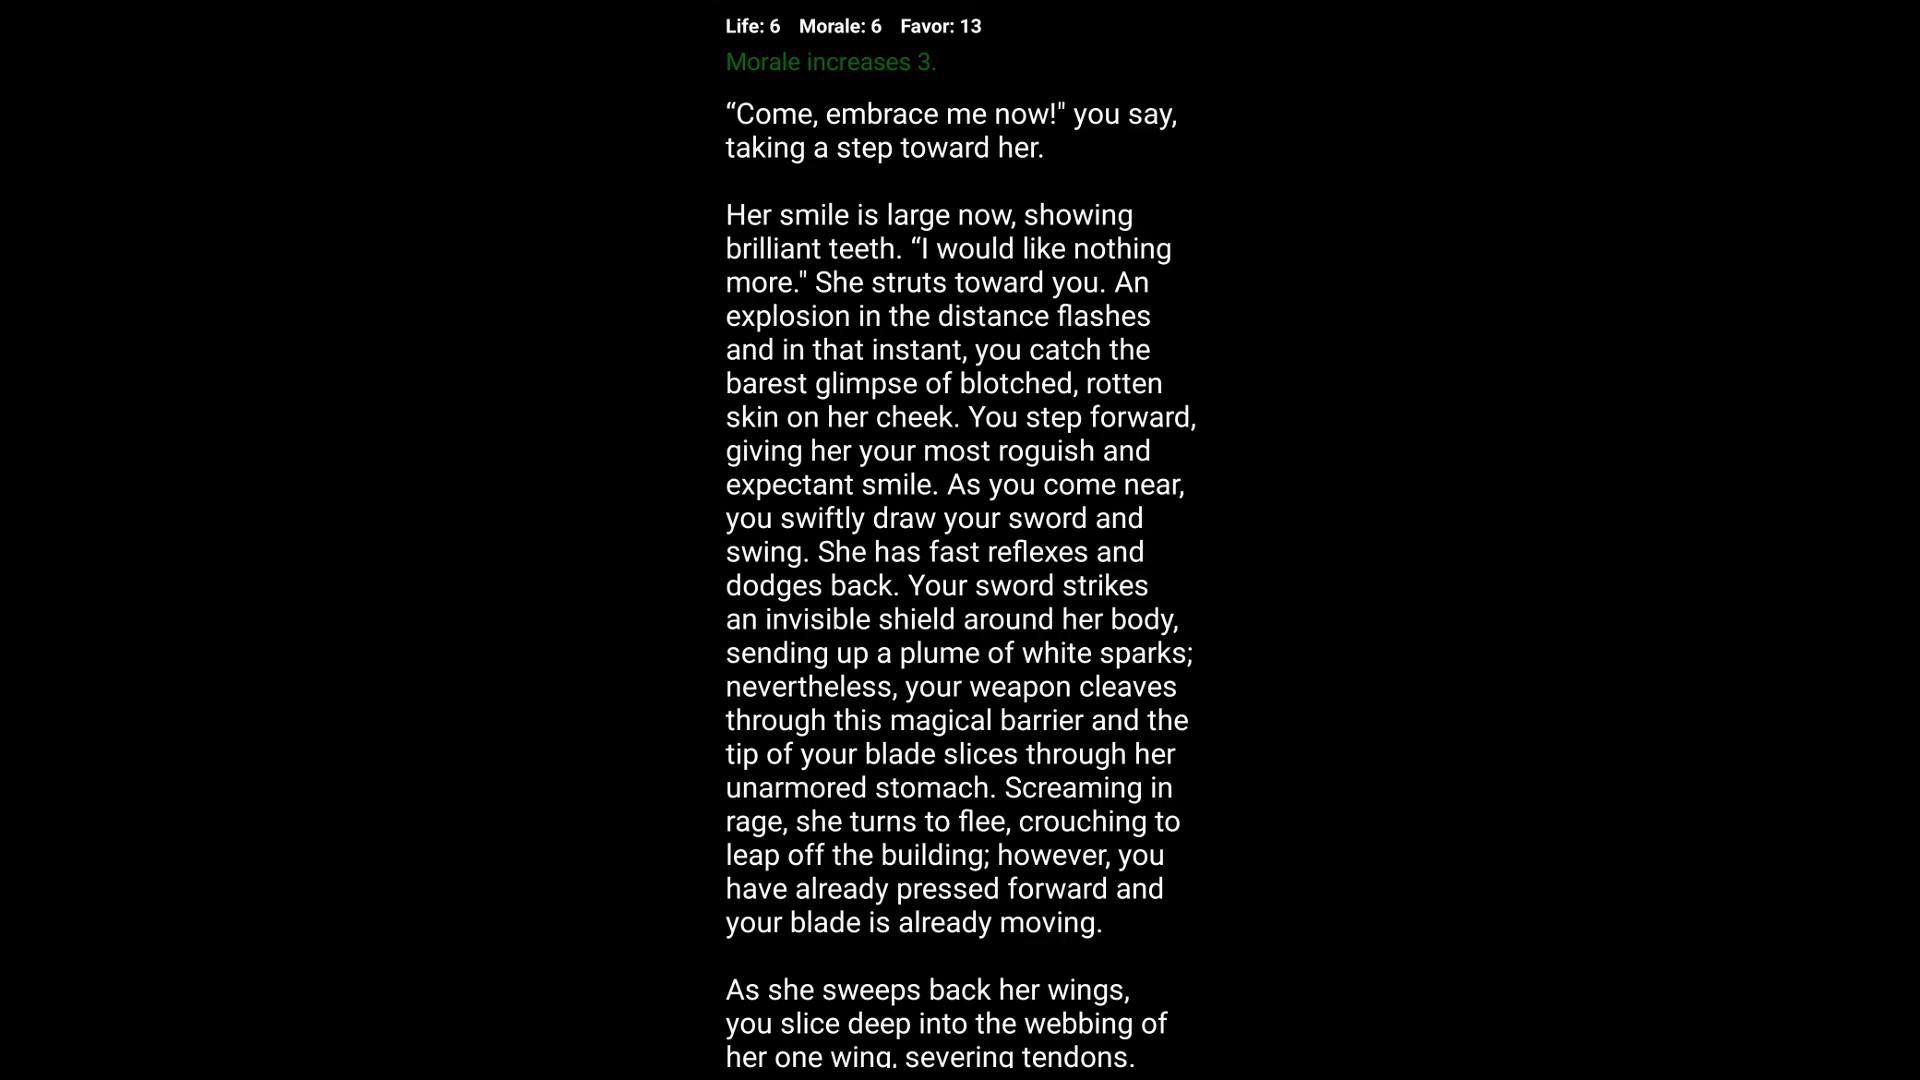 Life: 6 Morale: 6 Favor: 13
Morale increases 3.
“Come, embrace me now!" you say,
taking a step toward her.
Her smile is large now, showing
brilliant teeth. “I would like nothing
more." She struts toward you. An
explosion in the distance flashes
and in that instant, you catch the
barest glimpse of blotched, rotten
skin on her cheek. You step forward,
giving her your most roguish and
expectant smile. As you come near,
you swiftly draw your sword and
swing. She has fast reflexes and
dodges back. Your sword strikes
an invisible shield around her body,
sending up a plume of white sparks;
nevertheless, your weapon cleaves
through this magical barrier and the
tip of your blade slices through her
unarmored stomach. Screaming in
rage, she turns to flee, crouching to
leap off the building; however, you
have already pressed forward and
your blade is already moving.
As she sweeps back her wings,
you slice deep into the webbing of
her one wing, severing tendons.